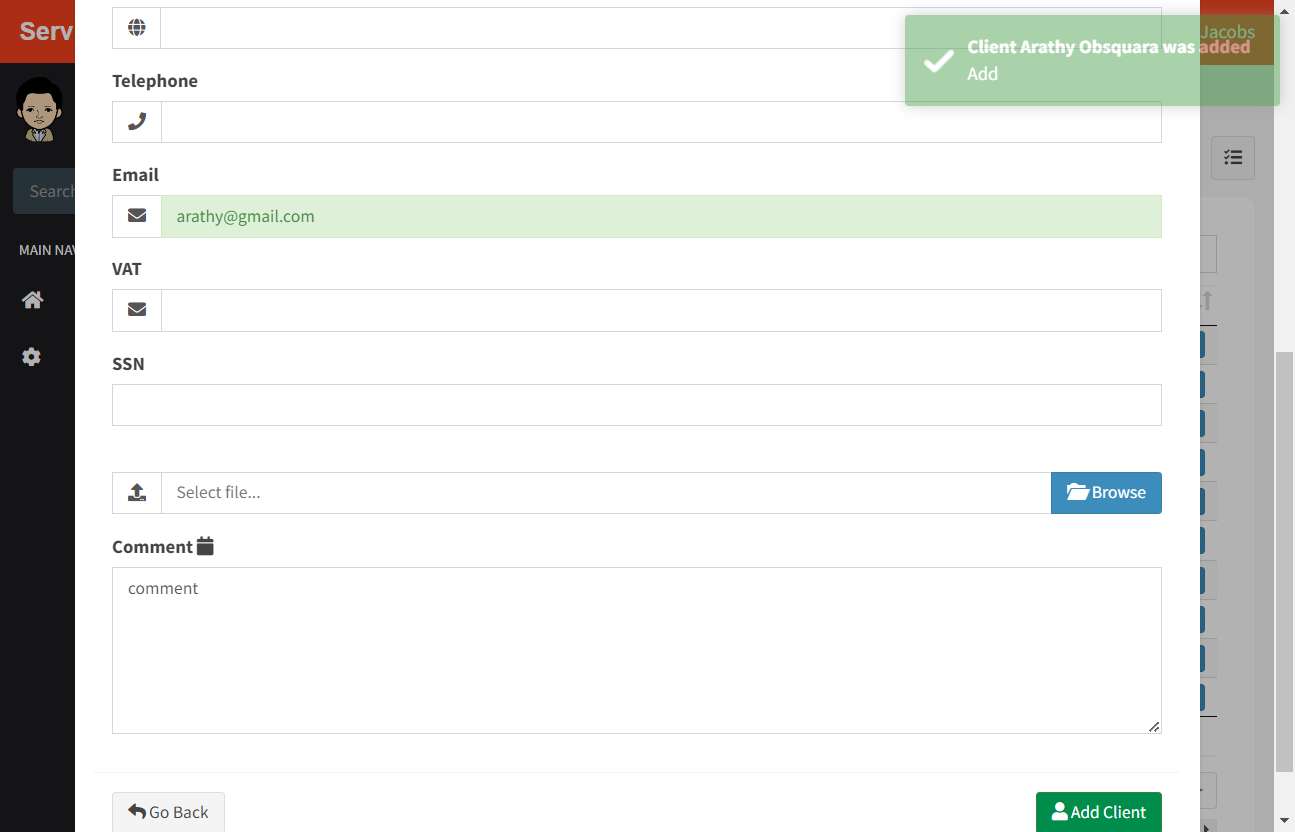 Serv
Jacobs
Client Arathy Obsquara was added
Add
Telephone
Search
Email
arathy@gmail.com
MAIN NAV
VAT
SSN
Select file...
Browse
Comment
comment
Go Back
Add Client